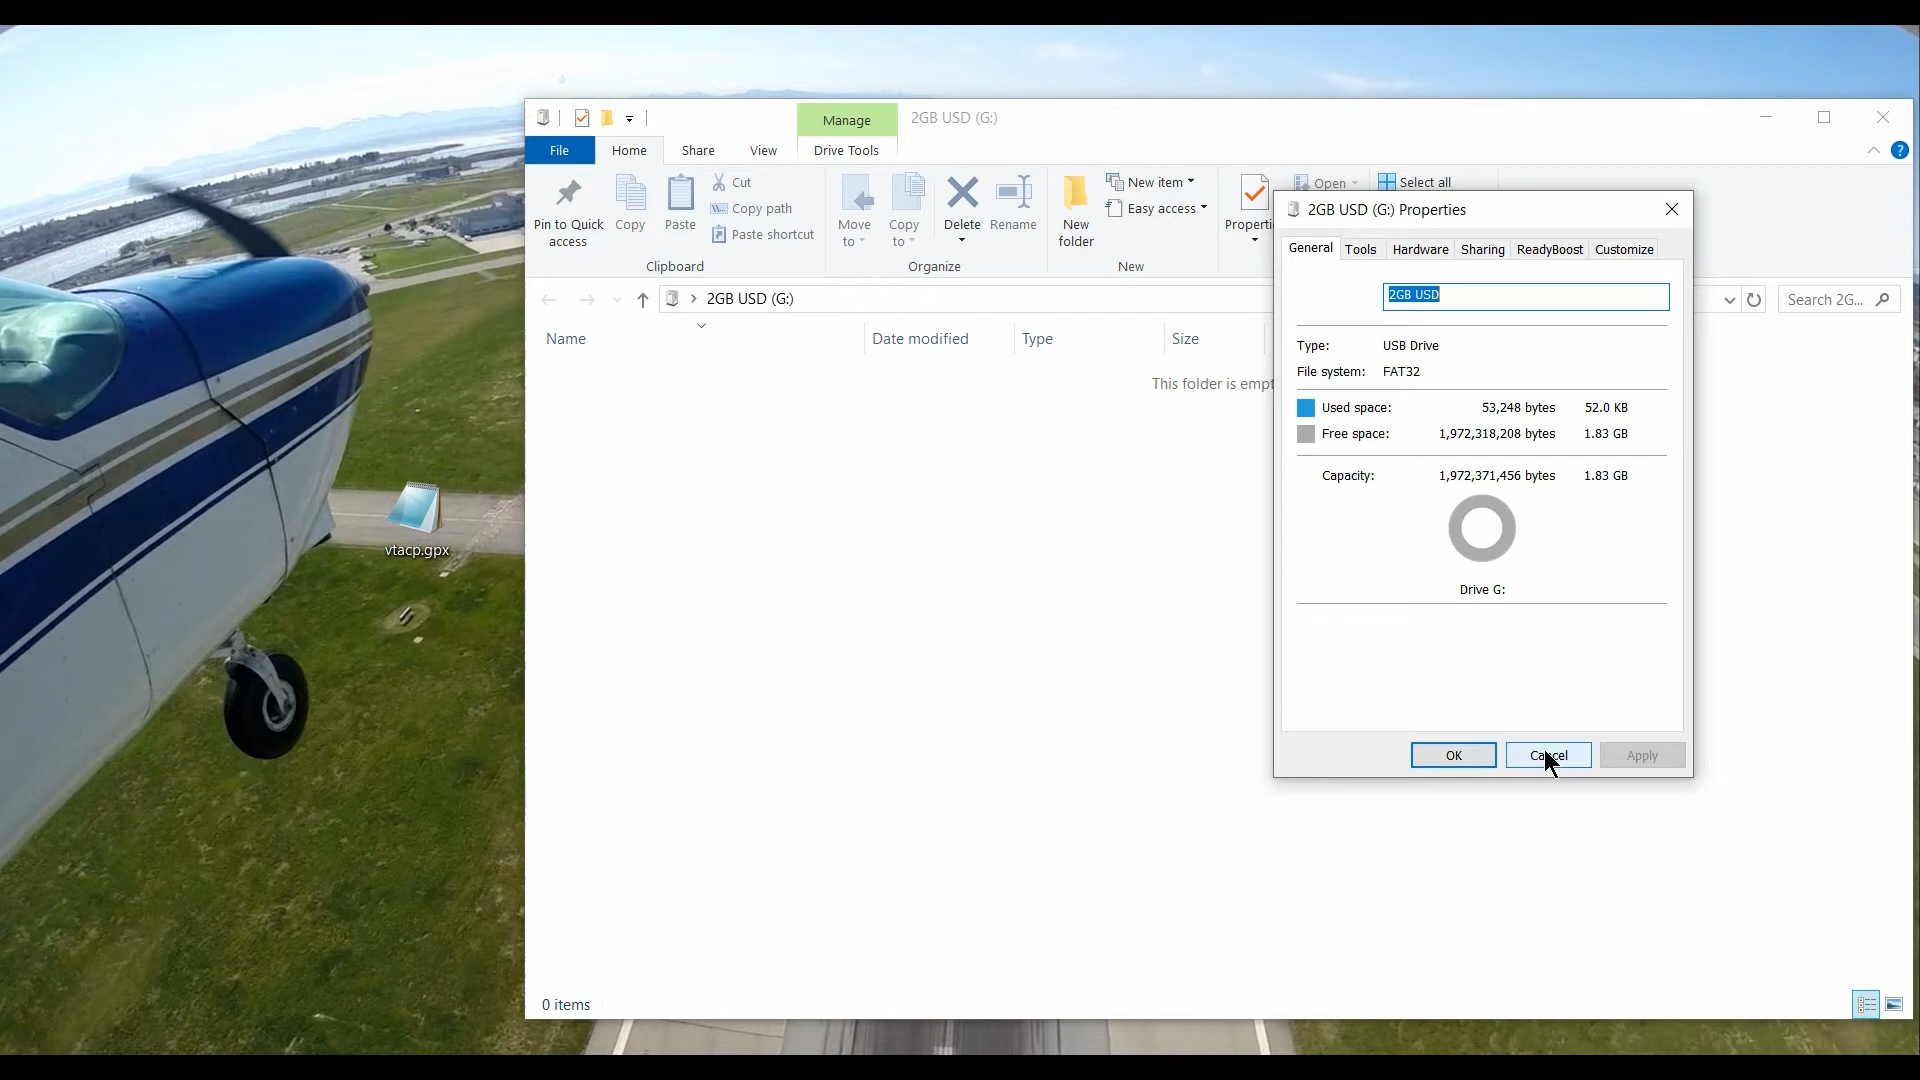 Manage
2GB USD (G:)
File
Home
Share
View
Drive Tools
?
Pin to Quick
access
Copy
Paste
Cut
Copy path
Paste shortcut
Clipboard
Move
to
Copy
to
Delete
Rename
Organize
New
folder
New item
Easy access
New
Open
Select all
2GB USD (G:)
Search 2G...
Name
Date modified
Type
Size
0 items
vtacp.gpx
2GB USD (G:) Properties
General
Tools
Hardware
Sharing
ReadyBoost
Customize
2GB USD
Type: USB Drive
File system: FAT32
Used space: 53,248 bytes 52.0 KB
Free space: 1,972,318,208 bytes 1.83 GB
Capacity: 1,972,371,456 bytes 1.83 GB
Drive G:
OK
Cancel
Apply
This folder is